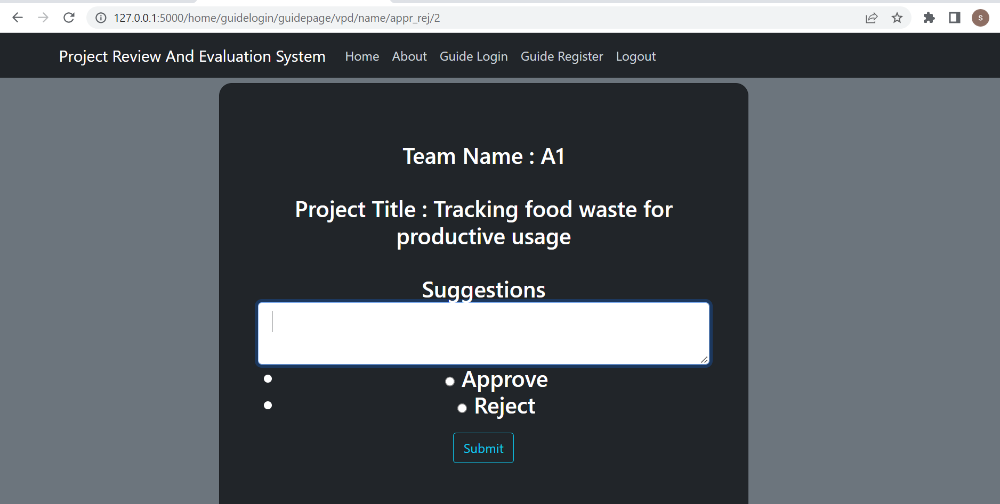 127.0.0.1:5000/home/guidelogin/guidepage/vpd/name/appr_rej/2
S
Project Review And Evaluation System Home About Guide Login Guide Register Logout
Team Name : A1
Project Title : Tracking food waste for
productive usage
Suggestions
Approve
Reject
Submit